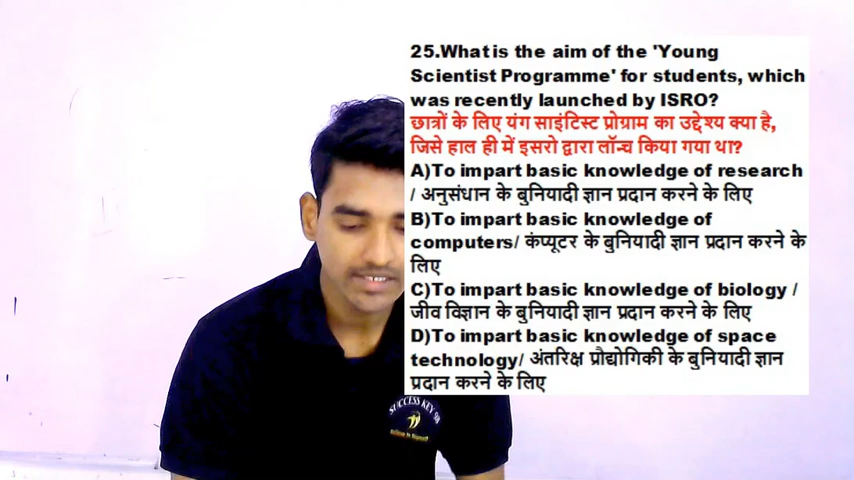 25.What is the aim of the 'Young
Scientist Programme' for students, which
was recently launched by ISRO?
छात्रों के लिए यंग साइंटिस्ट प्रोग्राम का उद्देश्य क्या है,
जिसे हाल ही में इसरो द्वारा लॉन्च किया गया था?
A)To impart basic knowledge of research
/ अनुसंधान के बुनियादी ज्ञान प्रदान करने के लिए
B)To impart basic knowledge of
computers/ कंप्यूटर के बुनियादी ज्ञान प्रदान करने के
लिए
C)To impart basic knowledge of biology /
जीव विज्ञान के बुनियादी ज्ञान प्रदान करने के लिए
D)To impart basic knowledge of space
technology/ अंतरिक्ष प्रौद्योगिकी के बुनियादी ज्ञान
प्रदान करने के लिए
SUCCESS KEY